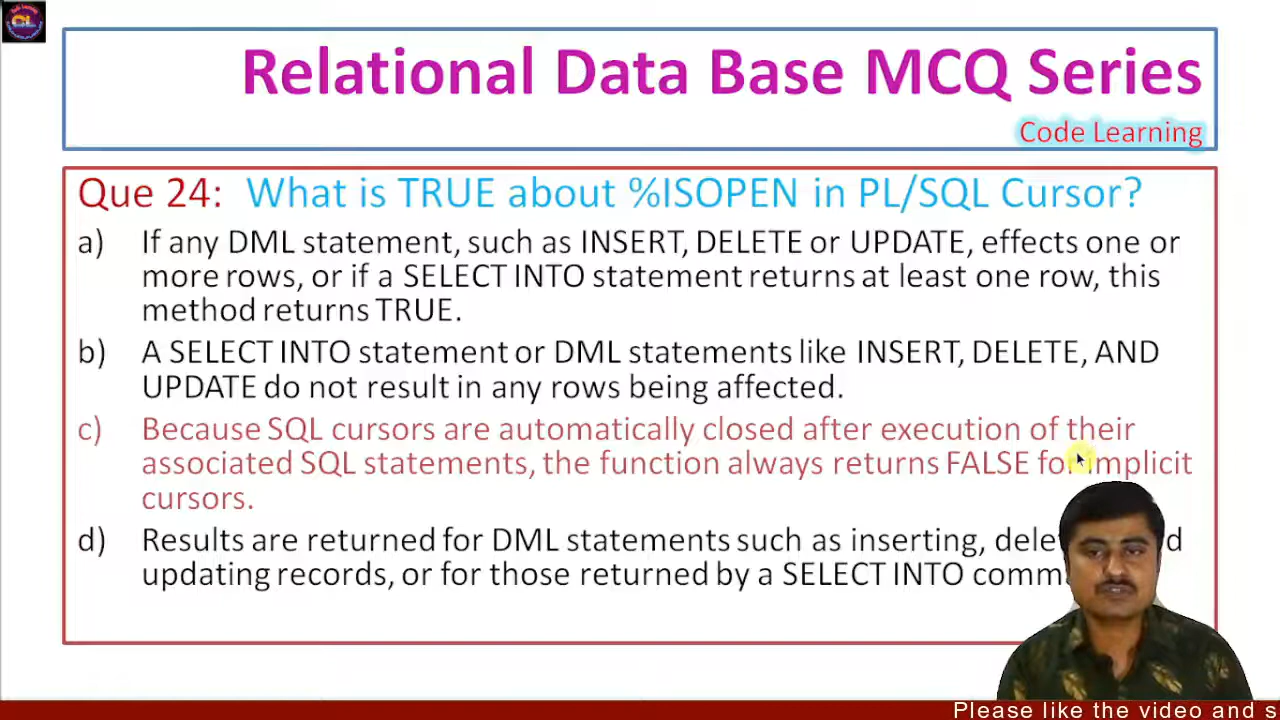 Relational Data Base MCQ Series
Code Learning
Que 24: What is TRUE about %ISOPEN in PL/SQL Cursor?
a) If any DML statement, such as INSERT, DELETE or UPDATE, effects one or
more rows, or if a SELECT INTO statement returns at least one row, this
method returns TRUE.
b) A SELECT INTO statement or DML statements like INSERT, DELETE, AND
UPDATE do not result in any rows being affected.
c) Because SQL cursors are automatically closed after execution of their
associated SQL statements, the function always returns FALSE for implicit
cursors.
d) Results are returned for DML statements such as inserting,
updating records, or for those returned by a SELECT INTO
Please like the video and s